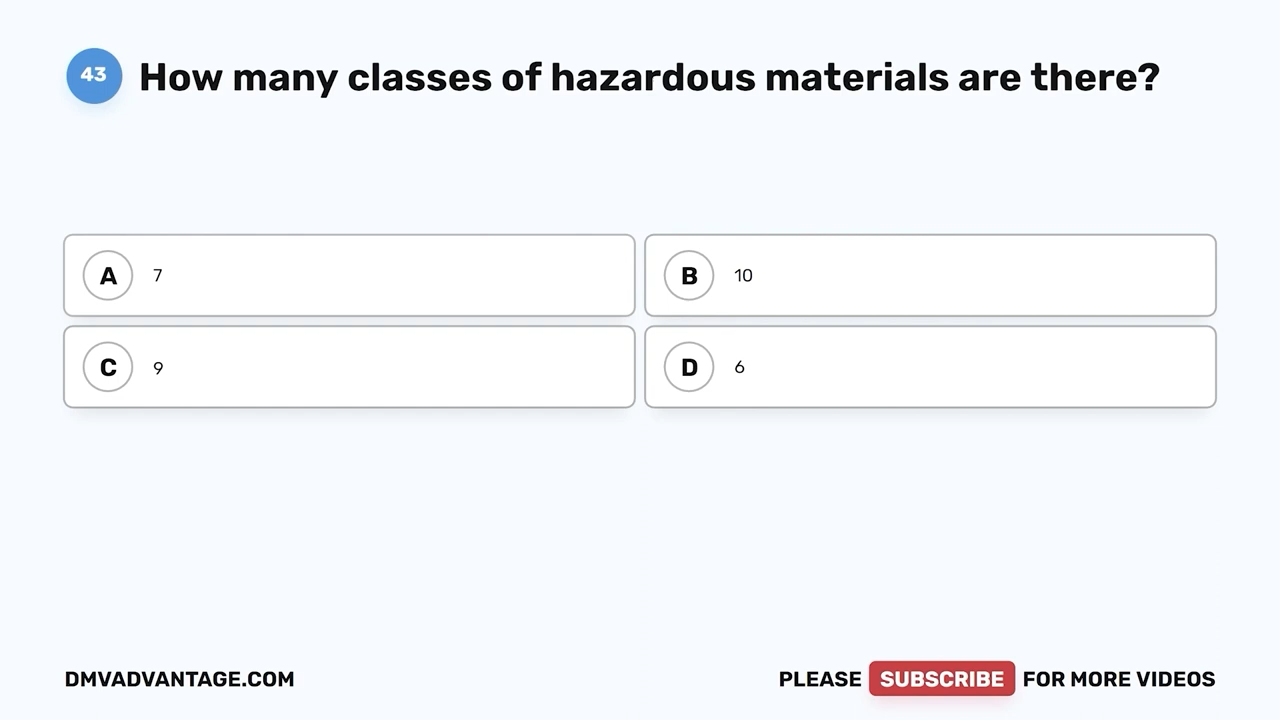 43 How many classes of hazardous materials are there?
A 7
B 10
C 9
D 6
DMVADVANTAGE.COM
PLEASE SUBSCRIBE FOR MORE VIDEOS